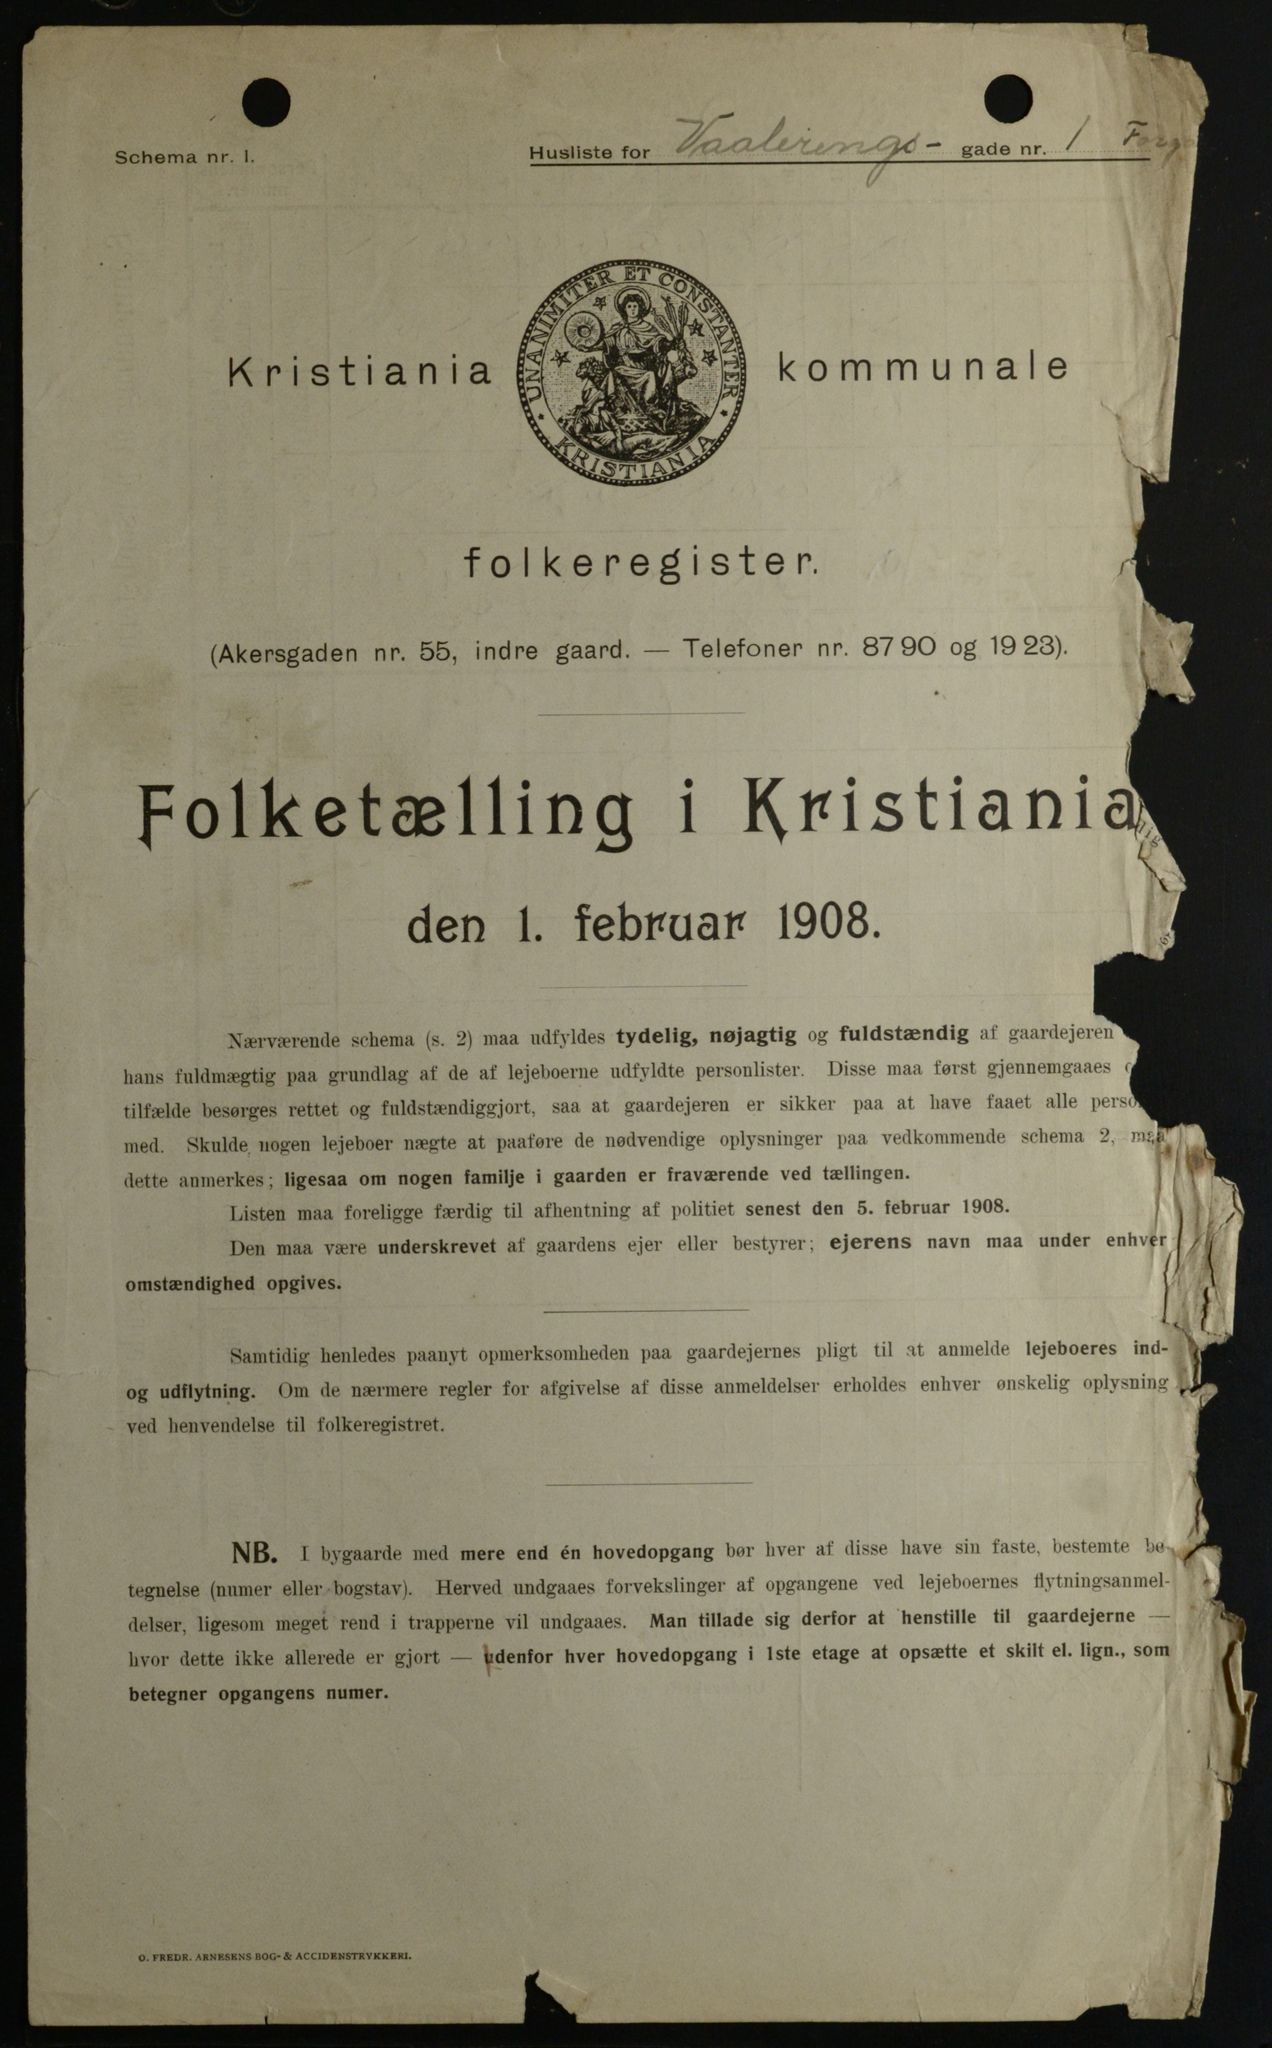 Schema nr. 1.
Husliste for Vaalerings- gade nr. 1
UNANIMITER ET CONSTANTER
KRISTIANIA
Kristiania kommunale
folkeregister.
(Akersgaden nr. 55, indre gaard. — Telefoner nr. 87 90 og 19 23).
Folketælling i Kristiania
den 1. februar 1908.
Nærværende schema (s. 2) maa udfyldes tydelig, nøjagtig og fuldstændig af gaardejeren
hans fuldmægtig paa grundlag af de af lejeboerne udfyldte personlister. Disse maa først gjennemgaaes
tilfælde besørges rettet og fuldstændiggjort, saa at gaardejeren er sikker paa at have faaet alle perso
med. Skulde nogen lejeboer nægte at paaføre de nødvendige oplysninger paa vedkommende schema 2, maa
dette anmerkes; ligesaa om nogen familje i gaarden er fraværende ved tællingen.
Listen maa foreligge færdig til afhentning af politiet senest den 5. februar 1908.
Den maa være underskrevet af gaardens ejer eller bestyrer; ejerens navn maa under enhver
omstændighed opgives.
Samtidig henledes paanyt opmerksomheden paa gaardejernes pligt til at anmelde lejeboeres ind-
og udflytning. Om de nærmere regler for afgivelse af disse anmeldelser erholdes enhver ønskelig oplysning
ved henvendelse til folkeregistret.
NB. I bygaarde med mere end én hovedopgang bør hver af disse have sin faste, bestemte be-
tegnelse (numer eller bogstav). Herved undgaaes forvekslinger af opgangene ved lejeboernes flytningsanmel-
delser, ligesom meget rend i trapperne vil undgaaes. Man tillade sig derfor at henstille til gaardejerne —
hvor dette ikke allerede er gjort — udenfor hver hovedopgang i 1ste etage at opsætte et skilt el. lign., som
betegner opgangens numer.
O. FREDR. ARNESENS BOG- & ACCIDENSTRYKKERI.